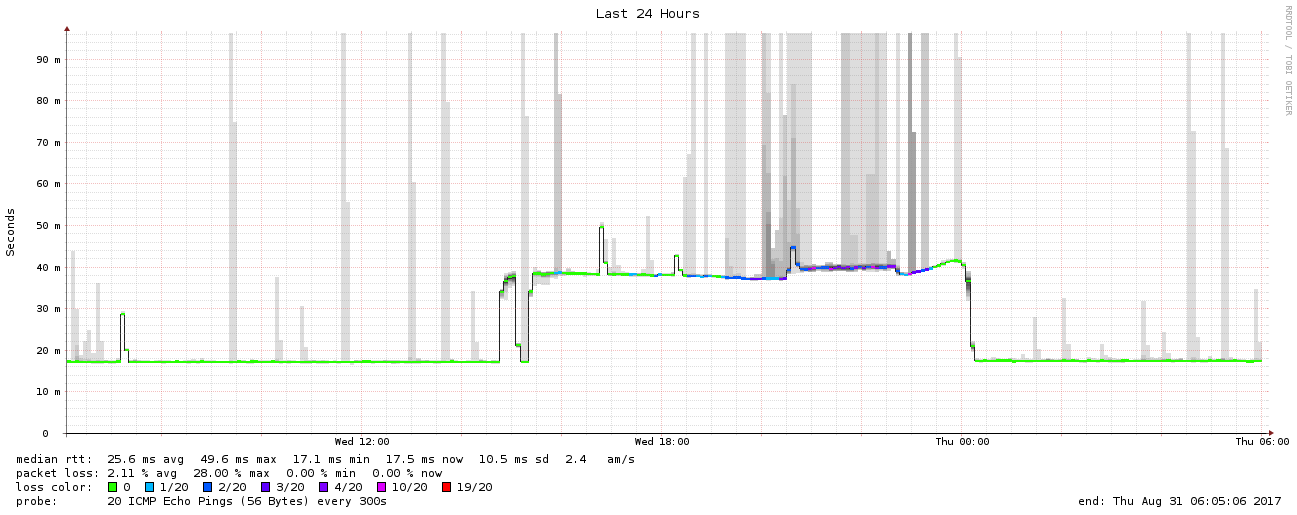 Last 24 Hours
RRDTOOL / TOBI OETIKER
Seconds
90 m
80 m
70 m
60 m
50 m
40 m
30 m
20 m
10 m
0
Wed 12:00 Wed 18:00 Thu 00:00 Thu 06:00
median rtt: 25.6 ms avg 49.6 ms max 17.1 ms min 17.5 ms now 10.5 ms sd 2.4 am/s
packet loss: 2.11 % avg 28.00 % max 0.00 % min 0.00 % now
loss color: 0 1/20 2/20 3/20 4/20 10/20 19/20
probe: 20 ICMP Echo Pings (56 Bytes) every 300s
end: Thu Aug 31 06:05:06 2017